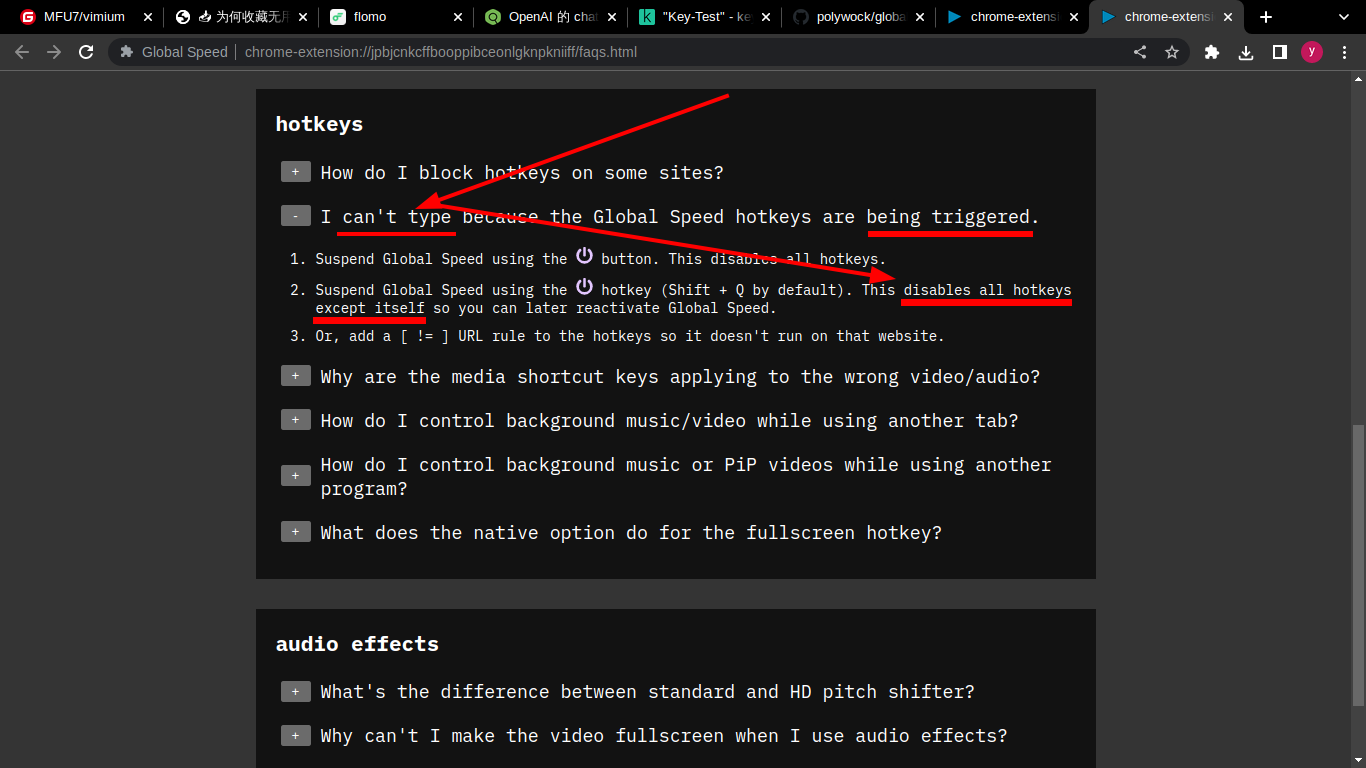 MFU7/vimium
为何收藏无
flomo
OpenAI 的 cha
"Key-Test" - ke
polywock/globa
chrome-extensi
chrome-extensi
Global Speed | chrome-extension://jpbjcnkcffbooppibceonlgknpkniiff/faqs.html
y
hotkeys
+ How do I block hotkeys on some sites?
- I can't type because the Global Speed hotkeys are being triggered.
1. Suspend Global Speed using the button. This disables all hotkeys.
2. Suspend Global Speed using the hotkey (Shift + Q by default). This disables all hotkeys
except itself so you can later reactivate Global Speed.
3. Or, add a [ != ] URL rule to the hotkeys so it doesn't run on that website.
+ Why are the media shortcut keys applying to the wrong video/audio?
+ How do I control background music/video while using another tab?
+ How do I control background music or PiP videos while using another
program?
+ What does the native option do for the fullscreen hotkey?
audio effects
+ What's the difference between standard and HD pitch shifter?
+ Why can't I make the video fullscreen when I use audio effects?